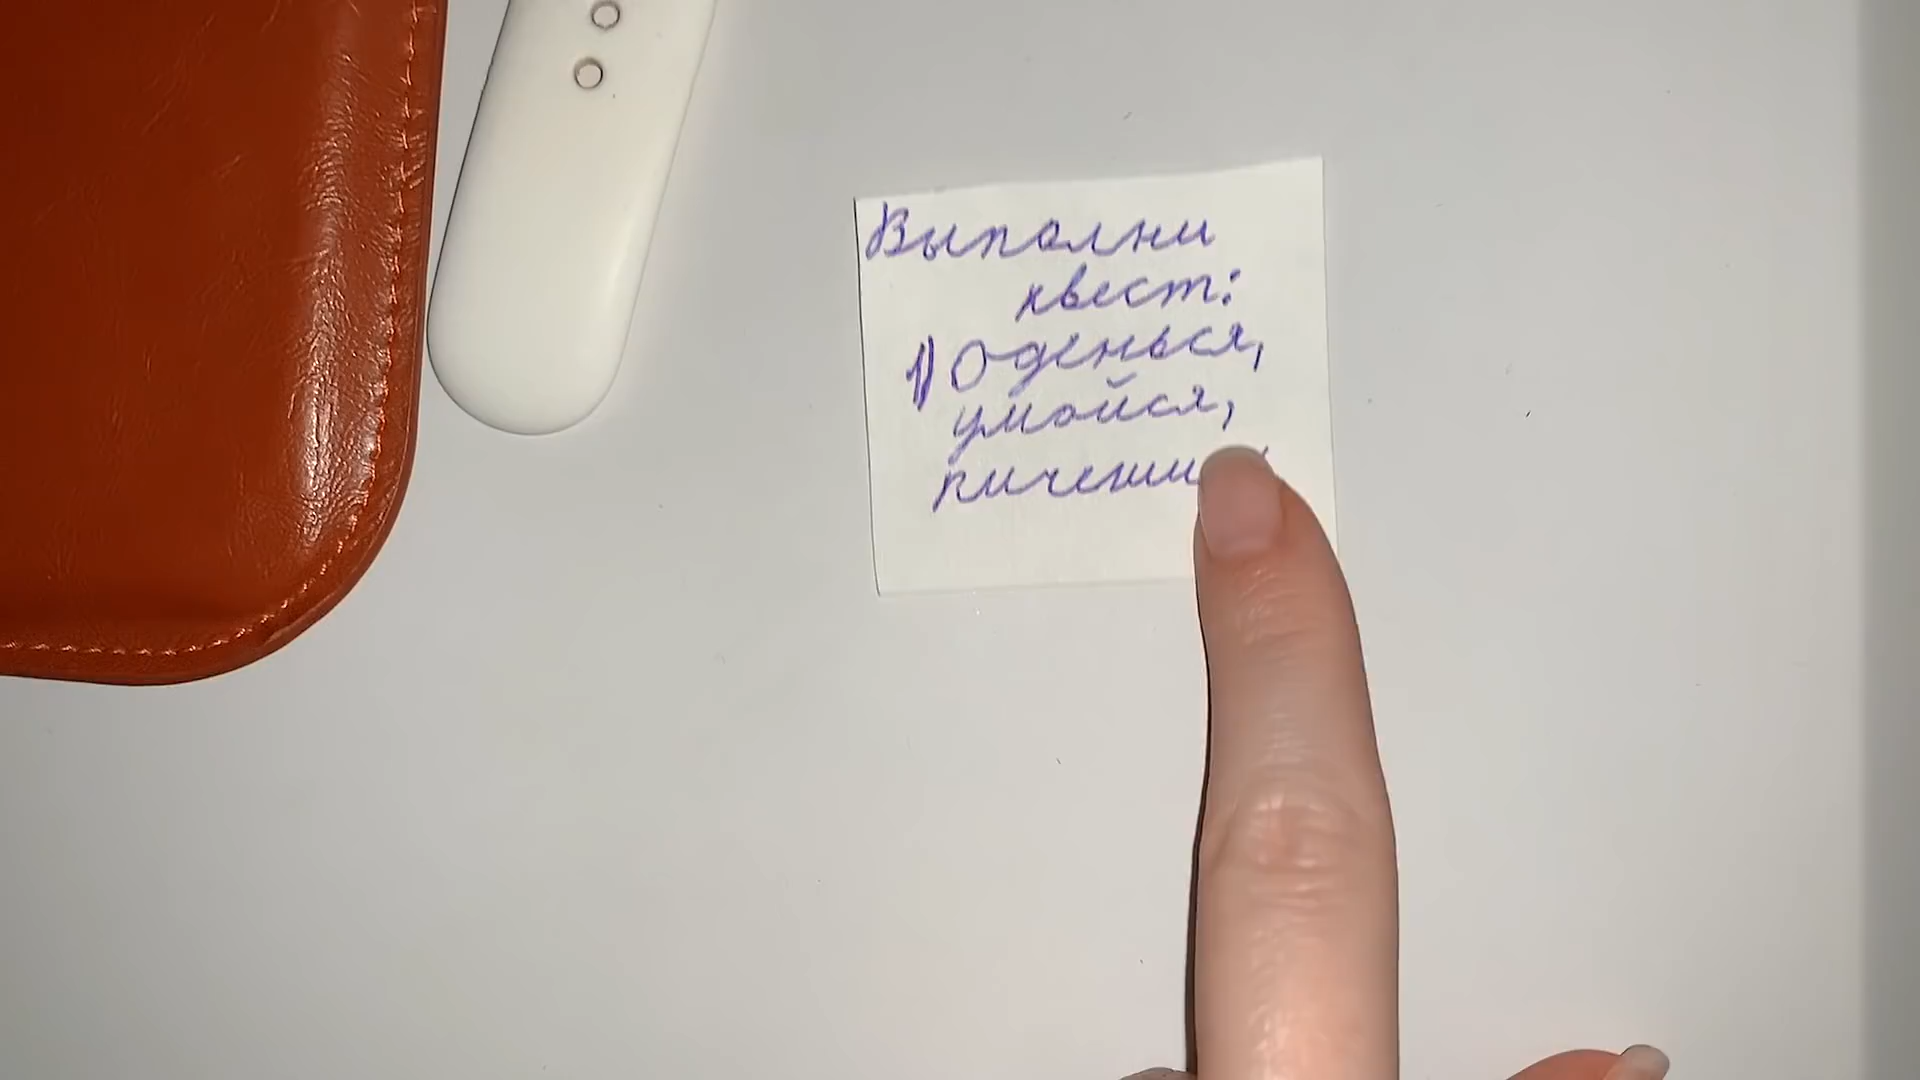 Выполни
квест:
1) Оденься,
умойся,